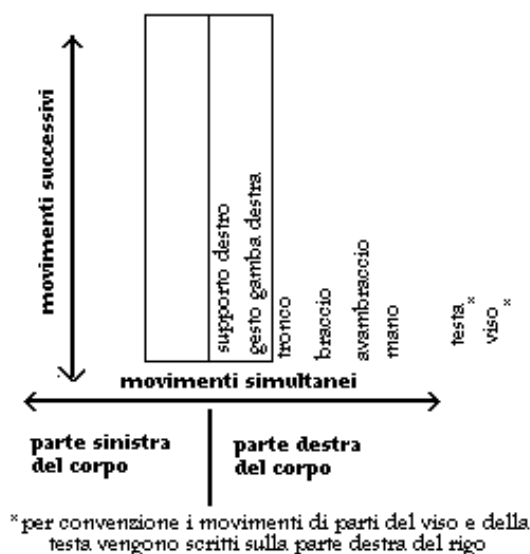 movimenti successivi
supporto destro
gesto gamba destra
tronco
braccio
avambraccio
mano
testa*
viso*
movimenti simultanei
parte sinistra
del corpo
parte destra
del corpo
*per convenzione i movimenti di parti del viso e della
testa vengono scritti sulla parte destra del rigo